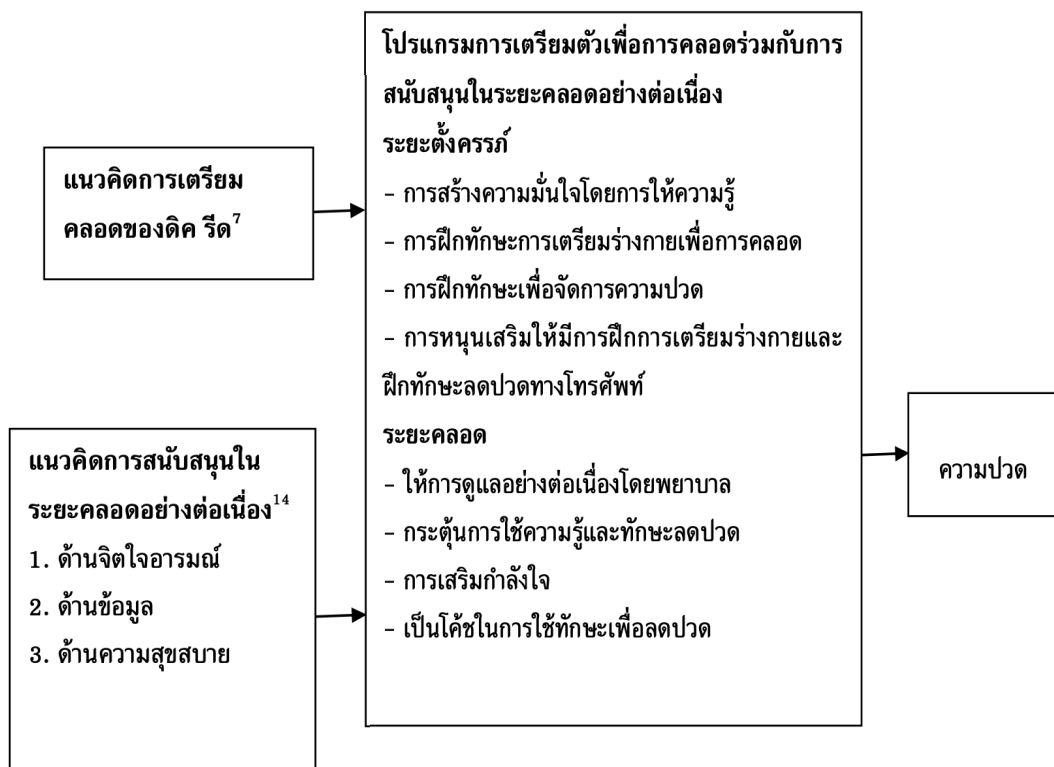 แนวคิดการเตรียม
คลอดของดิค รีด⁷
แนวคิดการสนับสนุนใน
ระยะคลอดอย่างต่อเนื่อง¹⁴
1. ด้านจิตใจอารมณ์
2. ด้านข้อมูล
3. ด้านความสุขสบาย
โปรแกรมการเตรียมตัวเพื่อการคลอดร่วมกับการ
สนับสนุนในระยะคลอดอย่างต่อเนื่อง
ระยะตั้งครรภ์
- การสร้างความมั่นใจโดยการให้ความรู้
- การฝึกทักษะการเตรียมร่างกายเพื่อการคลอด
- การฝึกทักษะเพื่อจัดการความปวด
- การหนุนเสริมให้มีการฝึกการเตรียมร่างกายและ
ฝึกทักษะลดปวดทางโทรศัพท์
ระยะคลอด
- ให้การดูแลอย่างต่อเนื่องโดยพยาบาล
- กระตุ้นการใช้ความรู้และทักษะลดปวด
- การเสริมกำลังใจ
- เป็นโค้ชในการใช้ทักษะเพื่อลดปวด
ความปวด